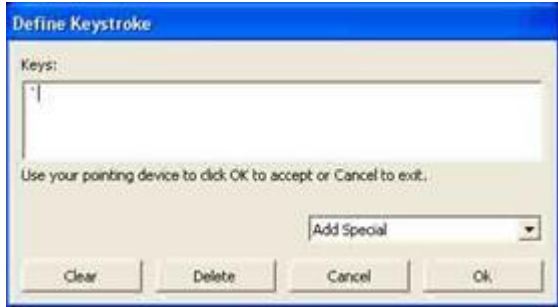 Define Keystroke
Keys:
`
Use your pointing device to click OK to accept or Cancel to exit.
Add Special
Clear Delete Cancel Ok